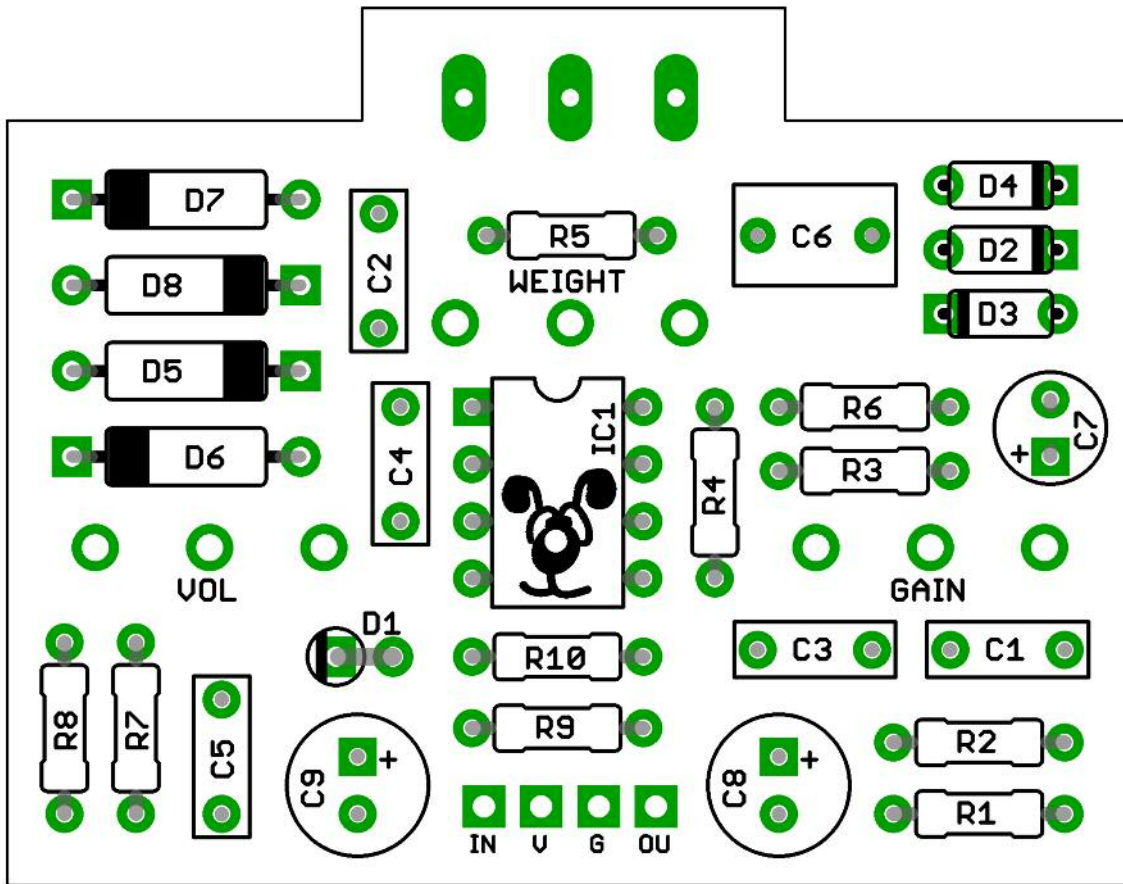 D7
D4
D2
D3
D8
D5
D6
C2
R5
C6
WEIGHT
C4
IC1
R4
R6
R3
C7
+
VOL
GAIN
D1
R10
C3
C1
R8
R7
C5
C9
+
R9
C8
+
R2
R1
IN V G OU